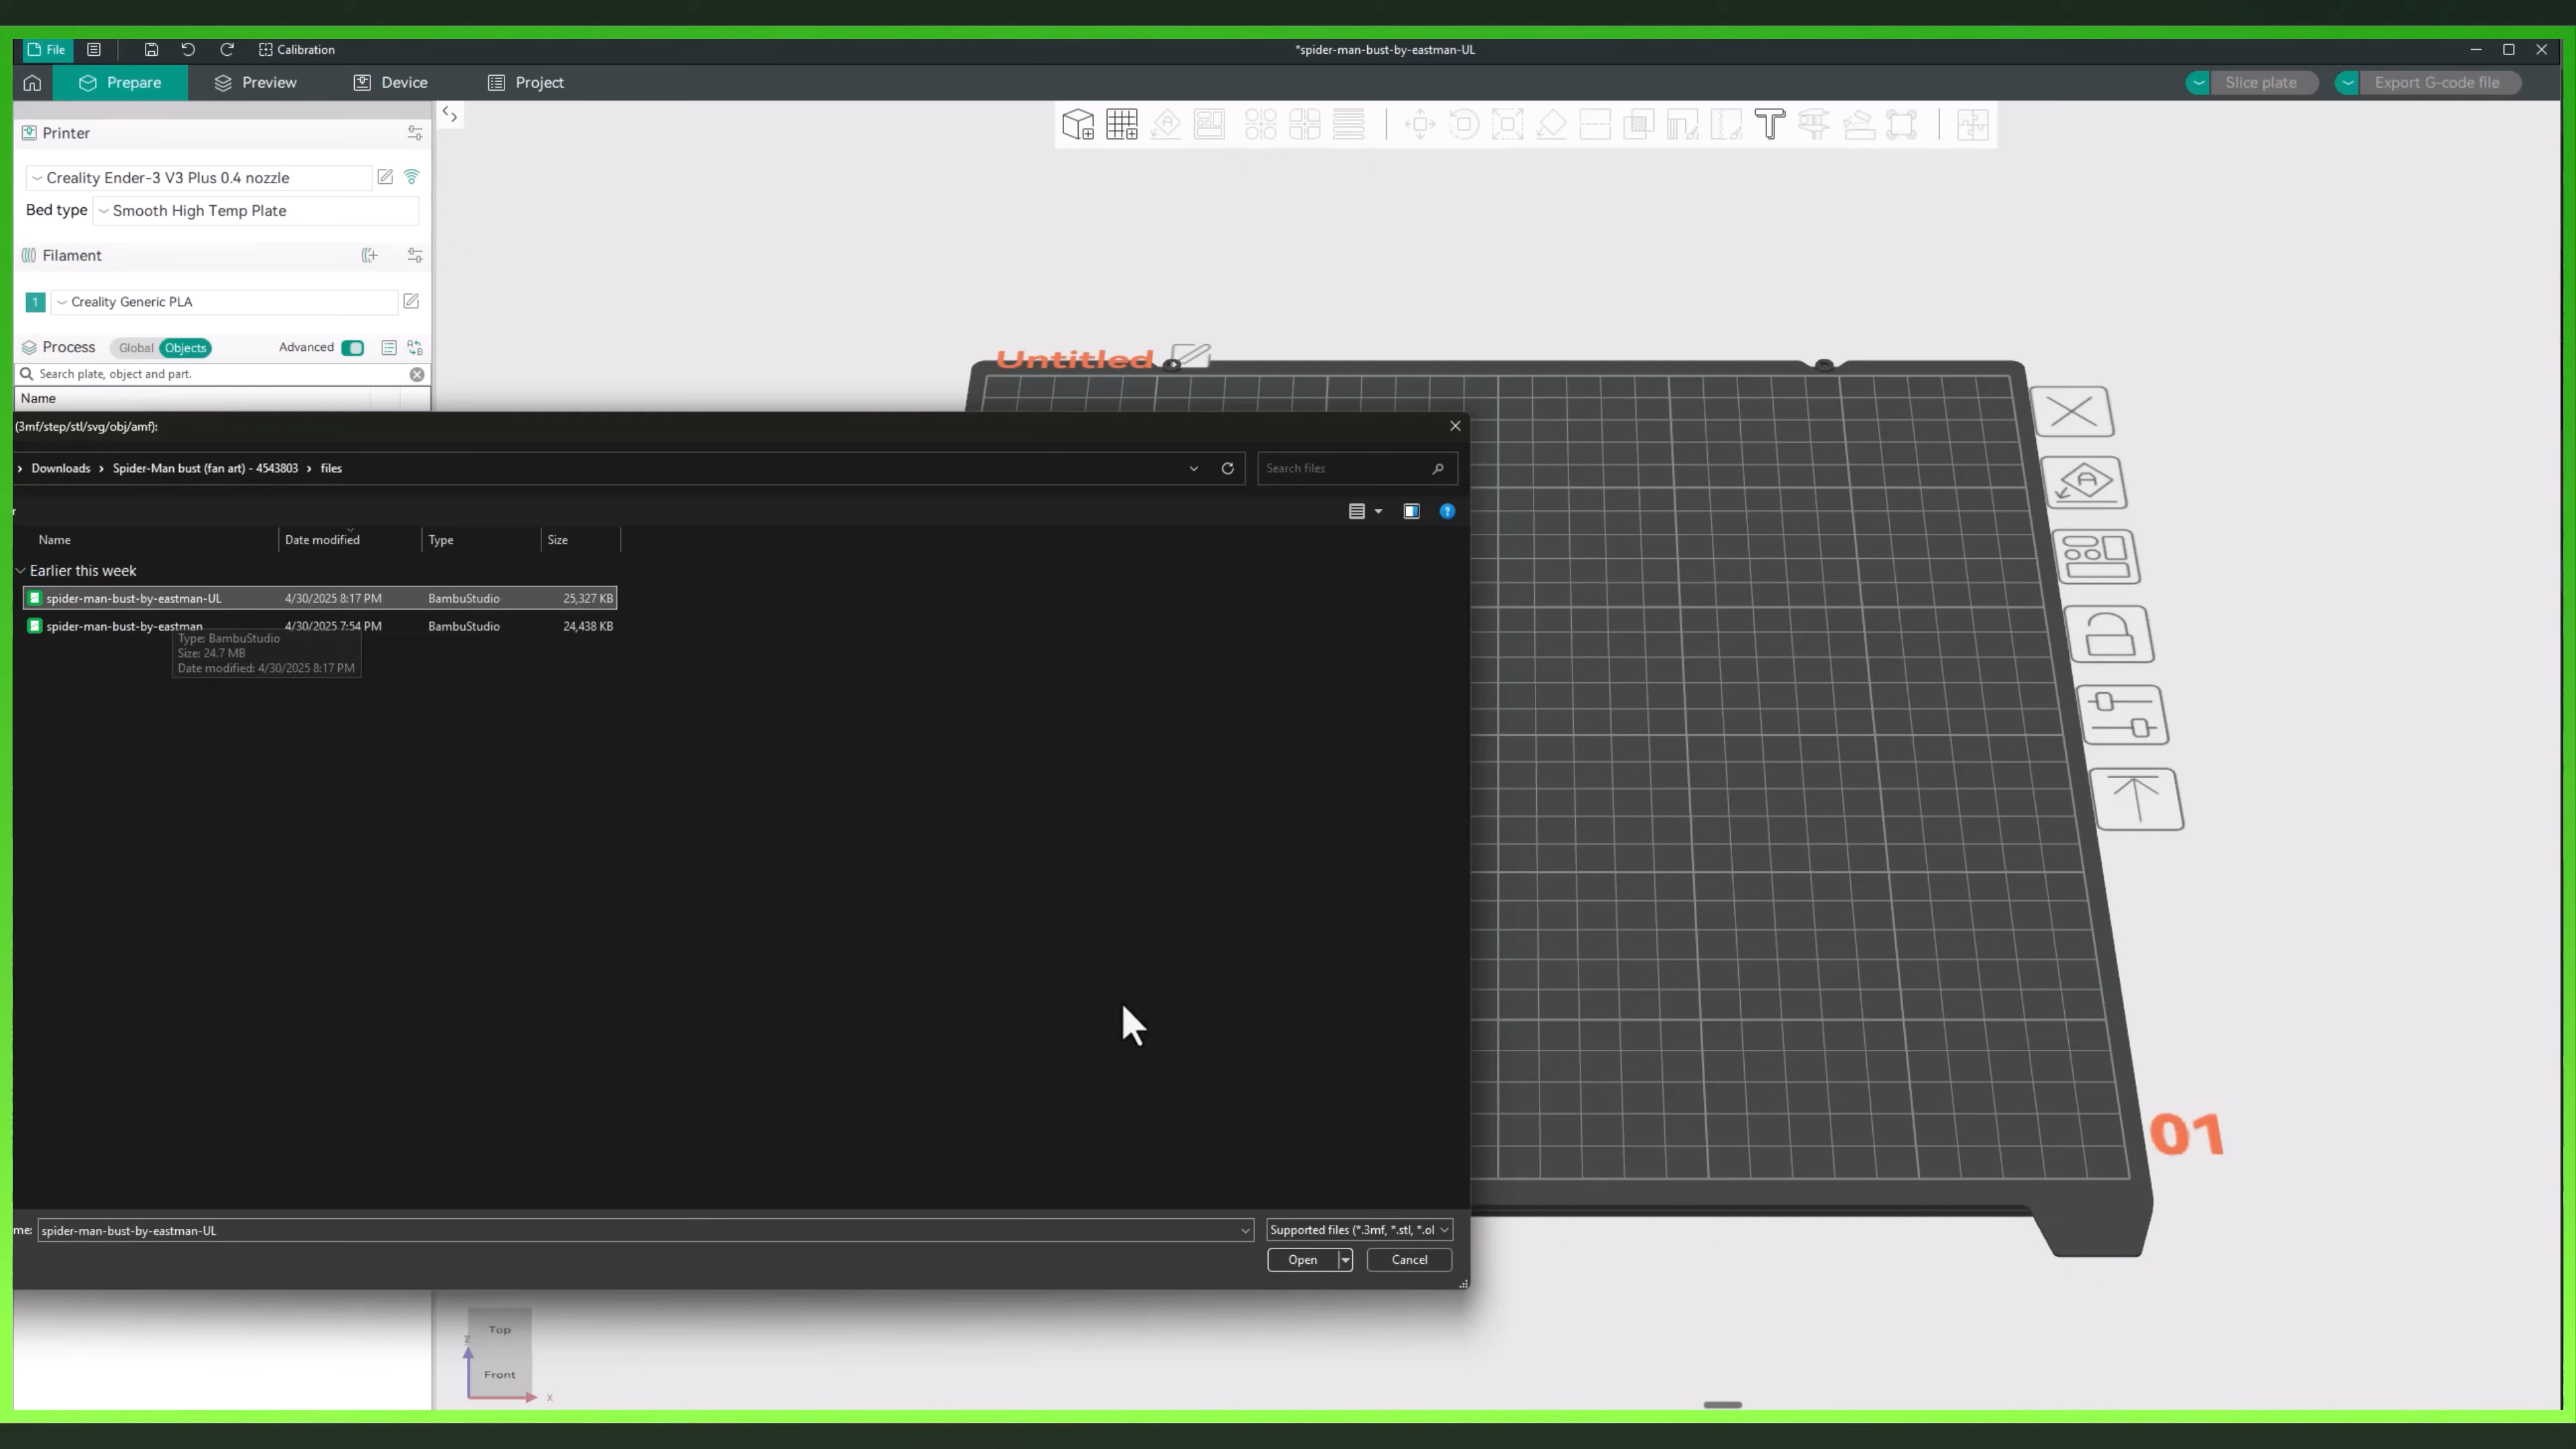 File Calibration *spider-man-bust-by-eastman-UL
Prepare Preview Device Project Slice plate Export G-code file
Printer
Creality Ender-3 V3 Plus 0.4 nozzle
Bed type Smooth High Temp Plate
Filament
1 Creality Generic PLA
Process Global Objects Advanced
Search plate, object and part.
Name
Untitled
(3mf/step/stl/svg/obj/amf):
Downloads › Spider-Man bust (fan art) - 4543803 › files
Search files
Name Date modified Type Size
Earlier this week
spider-man-bust-by-eastman-UL 4/30/2025 8:17 PM BambuStudio 25,327 KB
spider-man-bust-by-eastman 4/30/2025 7:54 PM BambuStudio 24,438 KB
Type: BambuStudio
Size: 24.7 MB
Date modified: 4/30/2025 8:17 PM
01
me: spider-man-bust-by-eastman-UL Supported files (*.3mf, *.stl, *.ol
Open Cancel
Top
Z
Front
X